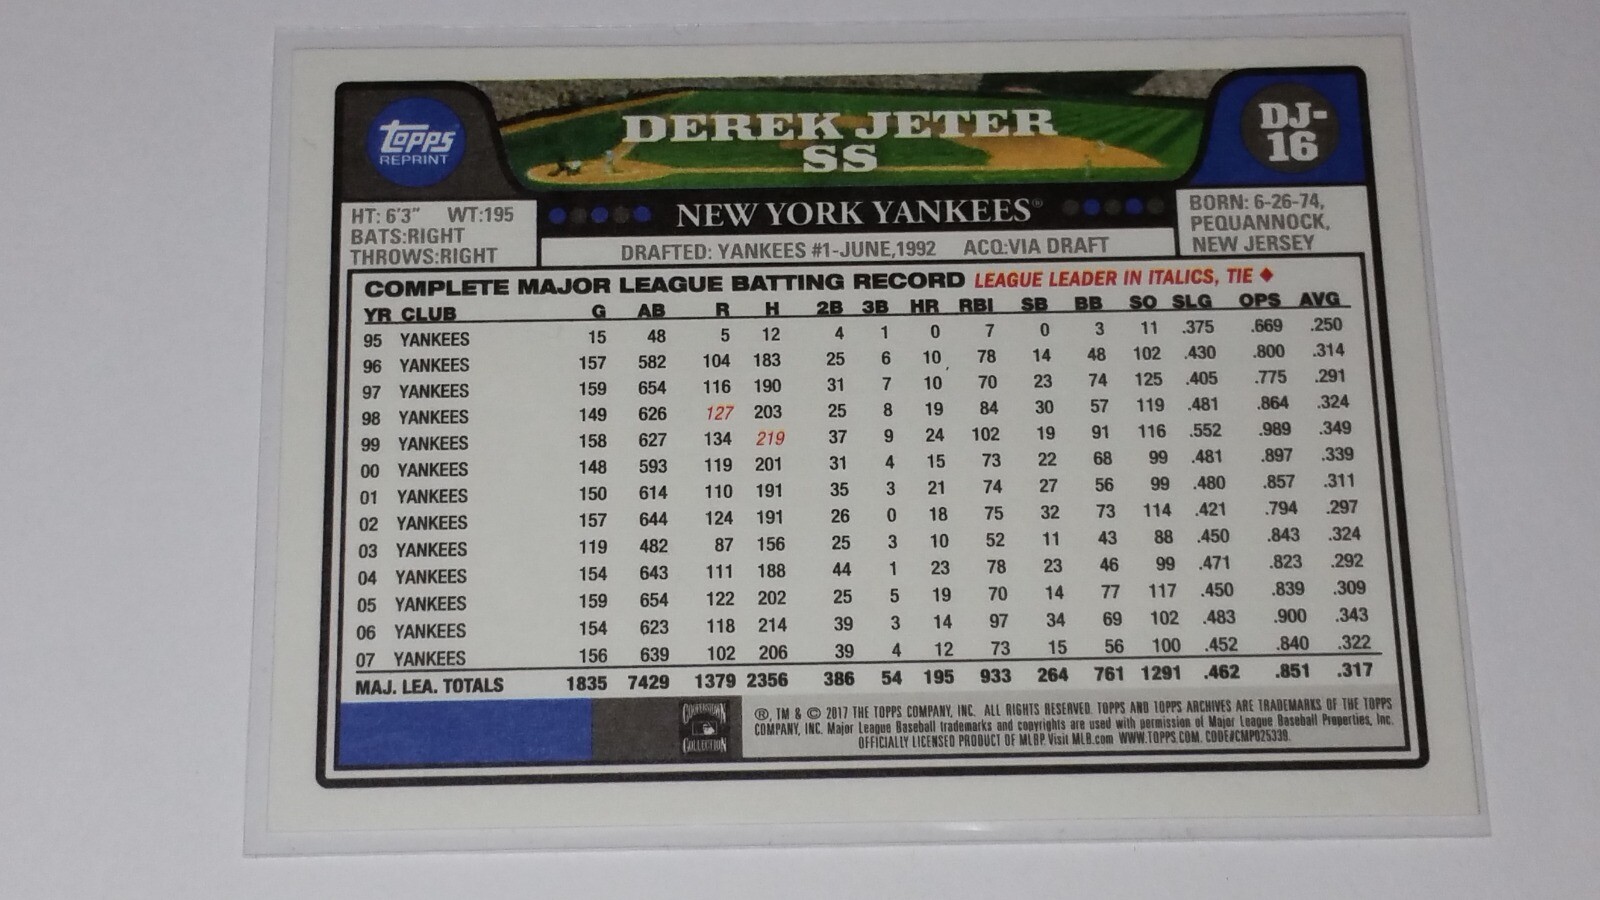 Topps
REPRINT
DEREK JETER
SS
DJ-
16
HT: 6'3" WT:195
BATS:RIGHT
THROWS:RIGHT
NEW YORK YANKEES®
DRAFTED: YANKEES #1-JUNE,1992 ACQ:VIA DRAFT
BORN: 6-26-74,
PEQUANNOCK,
NEW JERSEY
COMPLETE MAJOR LEAGUE BATTING RECORD LEAGUE LEADER IN ITALICS, TIE ♦
YR CLUB G AB R H 2B 3B HR RBI SB BB SO SLG OPS AVG
95 YANKEES 15 48 5 12 4 1 0 7 0 3 11 .375 .669 .250
96 YANKEES 157 582 104 183 25 6 10 78 14 48 102 .430 .800 .314
97 YANKEES 159 654 116 190 31 7 10 70 23 74 125 .405 .775 .291
98 YANKEES 149 626 127 203 25 8 19 84 30 57 119 .481 .864 .324
99 YANKEES 158 627 134 219 37 9 24 102 19 91 116 .552 .989 .349
00 YANKEES 148 593 119 201 31 4 15 73 22 68 99 .481 .897 .339
01 YANKEES 150 614 110 191 35 3 21 74 27 56 99 .480 .857 .311
02 YANKEES 157 644 124 191 26 0 18 75 32 73 114 .421 .794 .297
03 YANKEES 119 482 87 156 25 3 10 52 11 43 88 .450 .843 .324
04 YANKEES 154 643 111 188 44 1 23 78 23 46 99 .471 .823 .292
05 YANKEES 159 654 122 202 25 5 19 70 14 77 117 .450 .839 .309
06 YANKEES 154 623 118 214 39 3 14 97 34 69 102 .483 .900 .343
07 YANKEES 156 639 102 206 39 4 12 73 15 56 100 .452 .840 .322
MAJ. LEA. TOTALS 1835 7429 1379 2356 386 54 195 933 264 761 1291 .462 .851 .317
COOPERSTOWN
COLLECTION
®, TM & © 2017 THE TOPPS COMPANY, INC. ALL RIGHTS RESERVED. TOPPS AND TOPPS ARCHIVES ARE TRADEMARKS OF THE TOPPS
COMPANY, INC. Major League Baseball trademarks and copyrights are used with permission of Major League Baseball Properties, Inc.
OFFICIALLY LICENSED PRODUCT OF MLBP. Visit MLB.com WWW.TOPPS.COM. CODE#CMP025339.